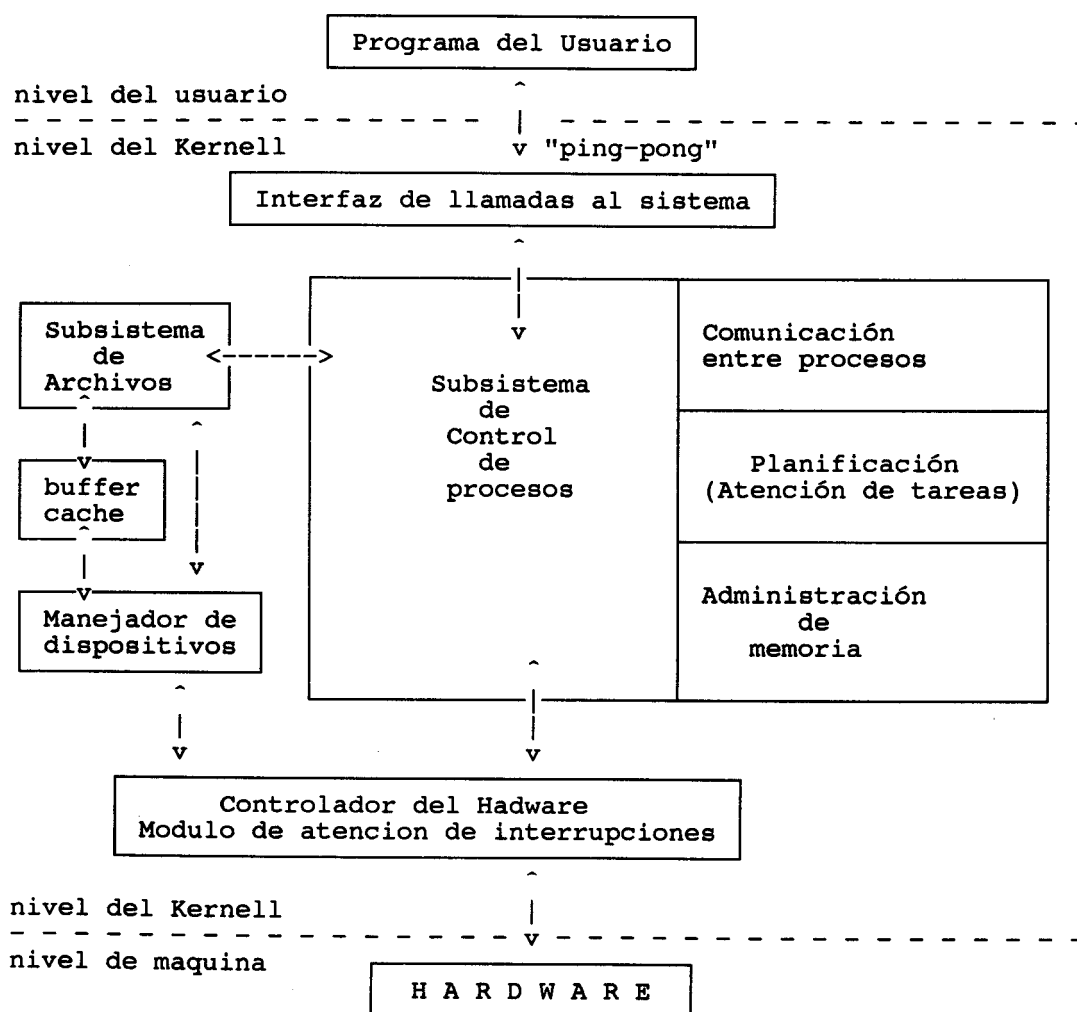 Programa del Usuario
nivel del usuario
nivel del Kernell
"ping-pong"
Interfaz de llamadas al sistema
Subsistema
de
Archivos
buffer
cache
Manejador de
dispositivos
Subsistema
de
Control
de
procesos
Comunicación
entre procesos
Planificación
(Atención de tareas)
Administración
de
memoria
Controlador del Hadware
Modulo de atencion de interrupciones
nivel del Kernell
nivel de maquina
H A R D W A R E